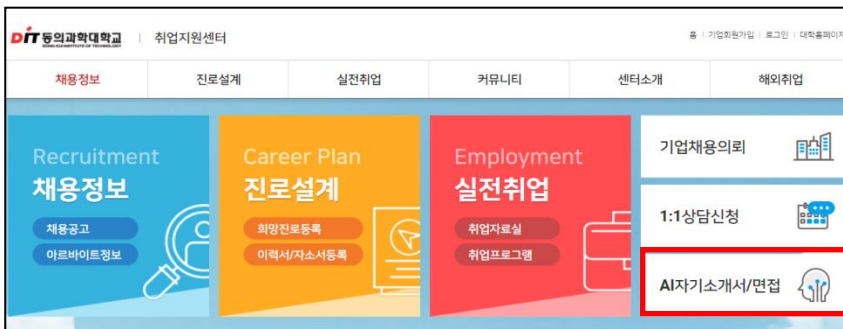 DIT 동의과학대학교 | 취업지원센터
DONG-EUI INSTITUTE OF TECHNOLOGY
홈 | 기업회원가입 | 로그인 | 대학홈페이지
채용정보 진로설계 실전취업 커뮤니티 센터소개 해외취업
Recruitment
채용정보
채용공고
아르바이트정보
Career Plan
진로설계
희망진로등록
이력서/자소서등록
Employment
실전취업
취업자료실
취업프로그램
기업채용의뢰
1:1상담신청
AI자기소개서/면접